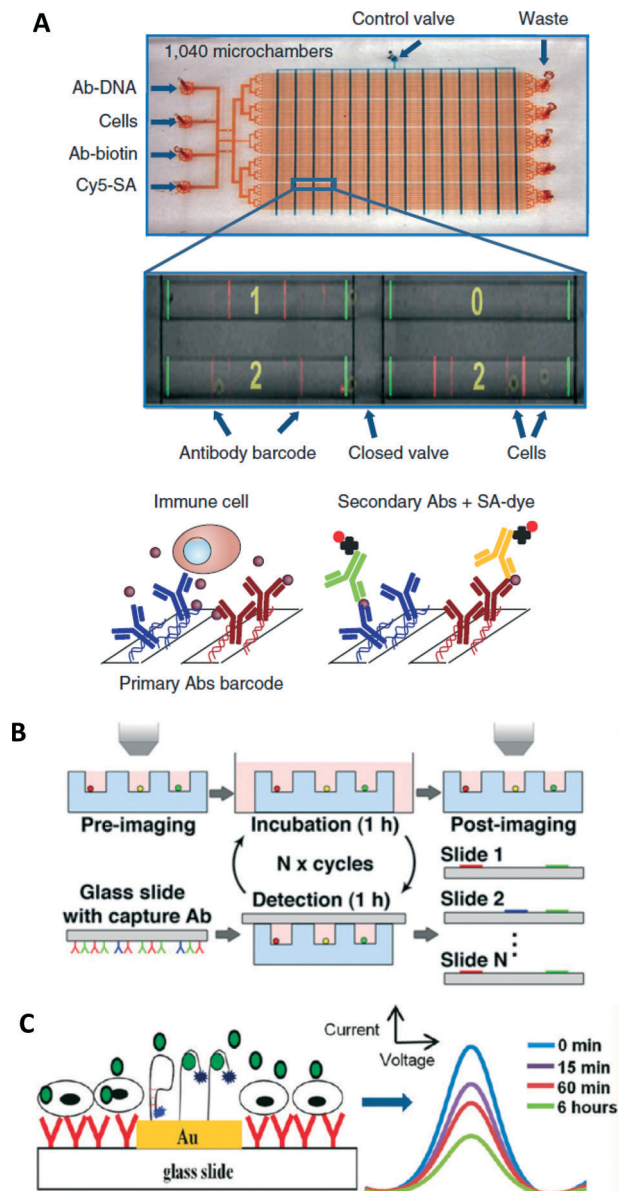 A
Control valve
Waste
1,040 microchambers
Ab-DNA
Cells
Ab-biotin
Cy5-SA
1
0
2
2
Antibody barcode
Closed valve
Cells
Immune cell
Secondary Abs + SA-dye
Primary Abs barcode
B
Pre-imaging
Incubation (1 h)
Post-imaging
N x cycles
Glass slide
with capture Ab
Detection (1 h)
Slide 1
Slide 2
Slide N
C
Current
Voltage
0 min
15 min
60 min
6 hours
Au
glass slide